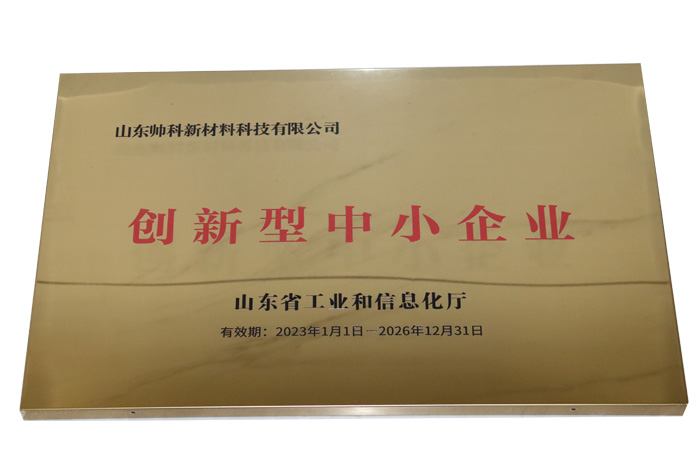 山东帅科新材料科技有限公司
创新型中小企业
山东省工业和信息化厅
有效期：2023年1月1日－2026年12月31日